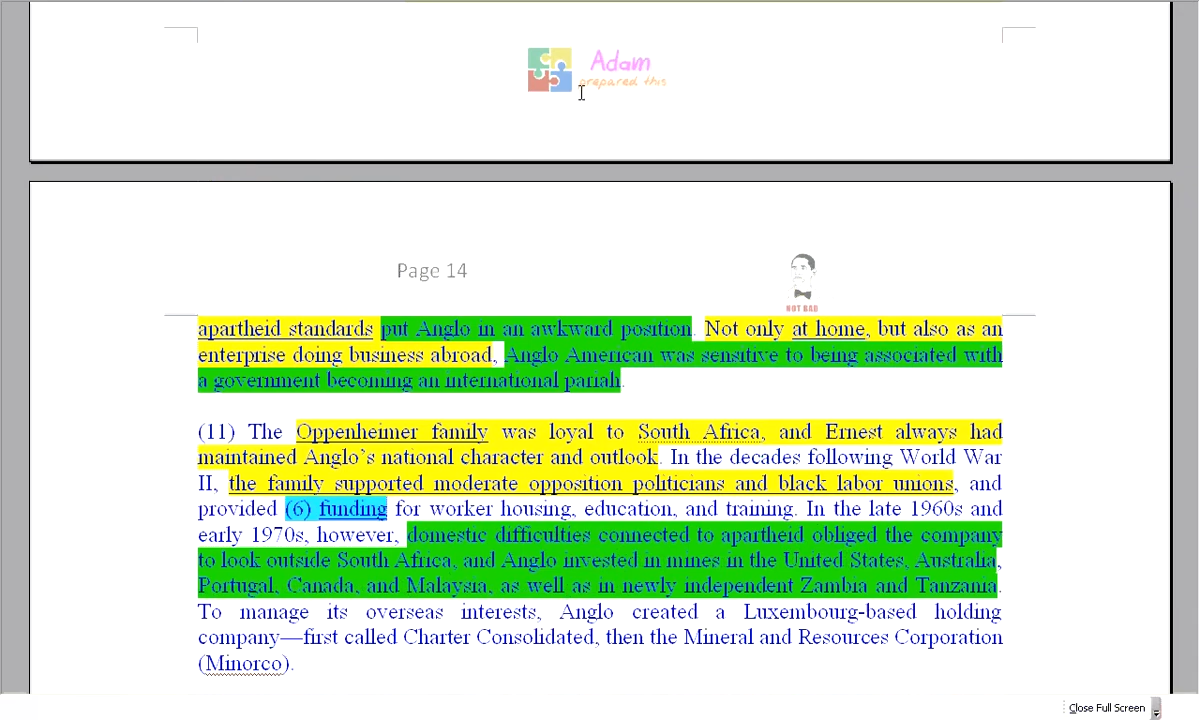 Adam
prepared this
Page 14
NOT BAD
apartheid standards put Anglo in an awkward position. Not only at home, but also as an
enterprise doing business abroad, Anglo American was sensitive to being associated with
a government becoming an international pariah.
(11) The Oppenheimer family was loyal to South Africa, and Ernest always had
maintained Anglo’s national character and outlook. In the decades following World War
II, the family supported moderate opposition politicians and black labor unions, and
provided (6) funding for worker housing, education, and training. In the late 1960s and
early 1970s, however, domestic difficulties connected to apartheid obliged the company
to look outside South Africa, and Anglo invested in mines in the United States, Australia,
Portugal, Canada, and Malaysia, as well as in newly independent Zambia and Tanzania.
To manage its overseas interests, Anglo created a Luxembourg-based holding
company—first called Charter Consolidated, then the Mineral and Resources Corporation
(Minorco).
Close Full Screen